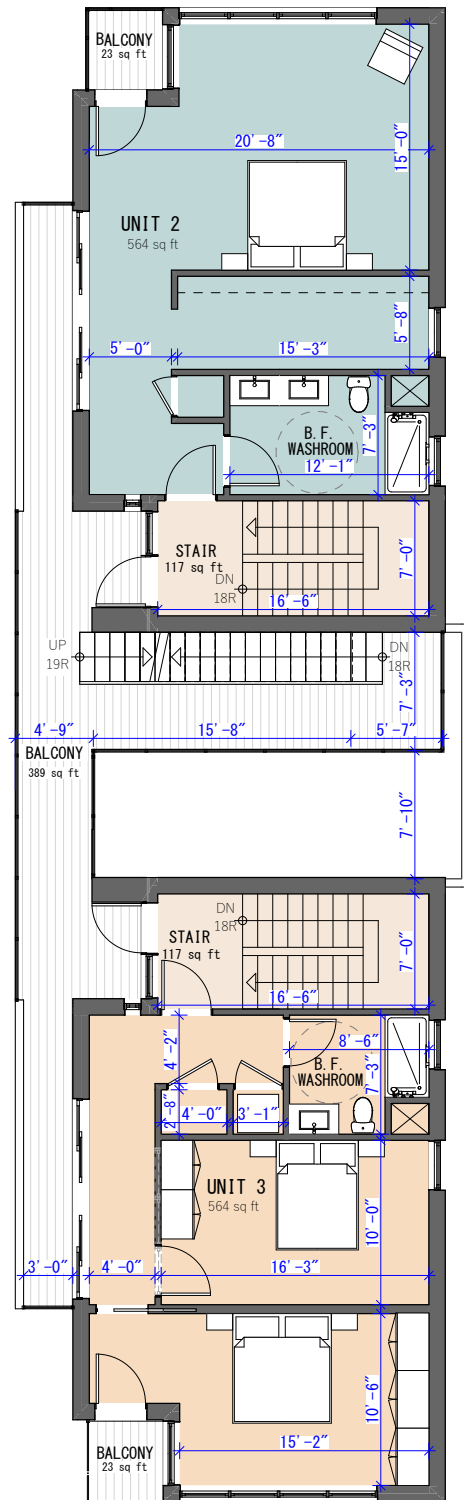 BALCONY
23 sq ft
20'-8"
15'-0"
UNIT 2
564 sq ft
5'-8"
5'-0"
15'-3"
B.F.
WASHROOM
7'-3"
12'-1"
STAIR
117 sq ft
DN
18R
7'-0"
16'-6"
UP
19R
DN
18R
7'-3"
4'-9"
15'-8"
5'-7"
BALCONY
389 sq ft
7'-10"
DN
18R
STAIR
117 sq ft
7'-0"
16'-6"
4'-2"
8'-6"
B.F.
WASHROOM
7'-3"
2'-8"
4'-0"
3'-1"
UNIT 3
564 sq ft
10'-0"
3'-0"
4'-0"
16'-3"
10'-6"
15'-2"
BALCONY
23 sq ft